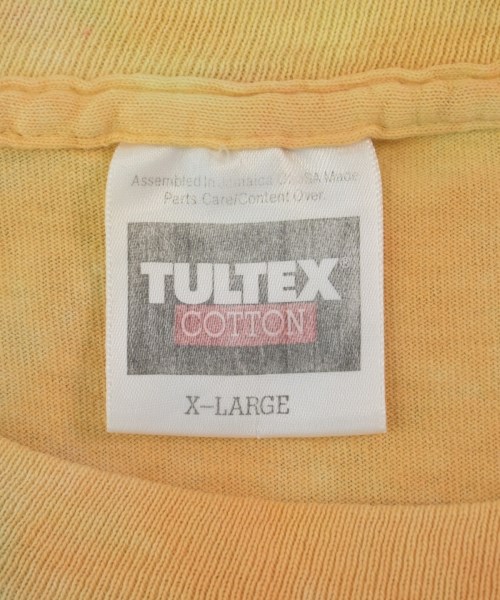 Assembled In Jamaica Of USA Made
Parts. Care/Content Over.
TULTEX
COTTON
X-LARGE